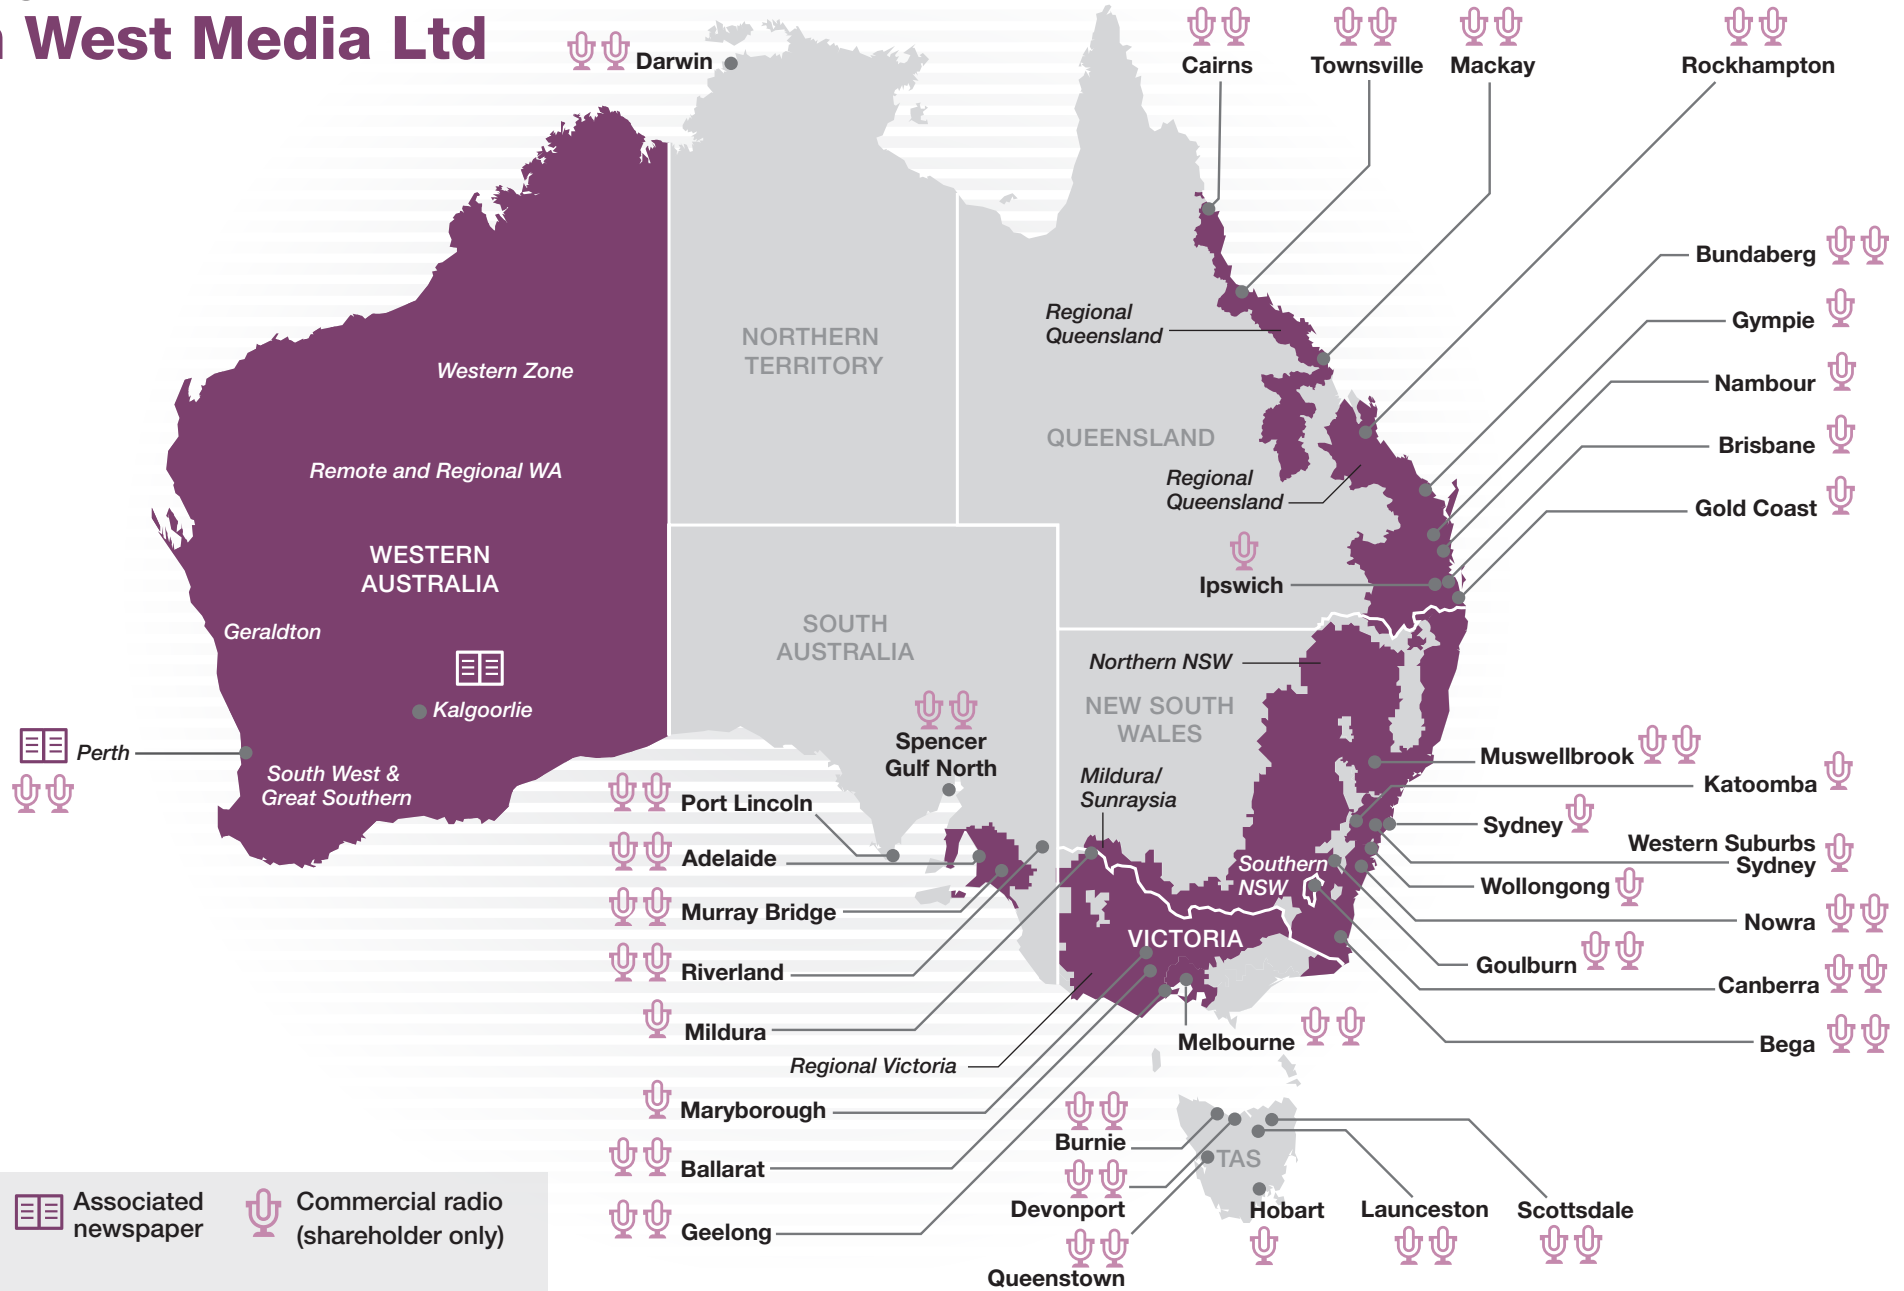 West Media Ltd
Darwin
Cairns
Townsville
Mackay
Rockhampton
Bundaberg
Gympie
Nambour
Brisbane
Gold Coast
Regional
Queensland
NORTHERN
TERRITORY
Western Zone
QUEENSLAND
Remote and Regional WA
Regional
Queensland
WESTERN
AUSTRALIA
Ipswich
SOUTH
AUSTRALIA
Geraldton
Northern NSW
NEW SOUTH
WALES
Kalgoorlie
Spencer
Gulf North
Perth
South West &
Great Southern
Mildura/
Sunraysia
Muswellbrook
Katoomba
Sydney
Western Suburbs
Sydney
Wollongong
Nowra
Goulburn
Canberra
Bega
Port Lincoln
Adelaide
Murray Bridge
Riverland
Mildura
Regional Victoria
Maryborough
Ballarat
Geelong
Southern
NSW
VICTORIA
Melbourne
Burnie
Devonport
Queenstown
TAS
Hobart
Launceston
Scottsdale
Associated
newspaper
Commercial radio
(shareholder only)